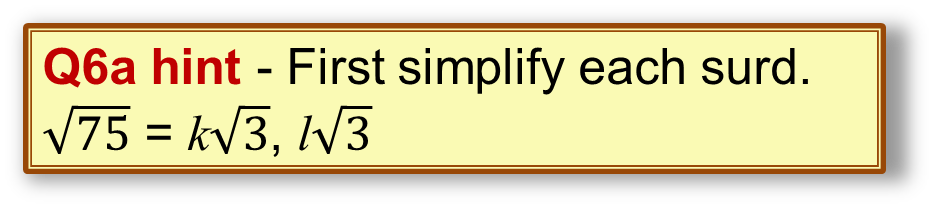 Q6a hint - First simplify each surd.
√75 = k√3, l√3